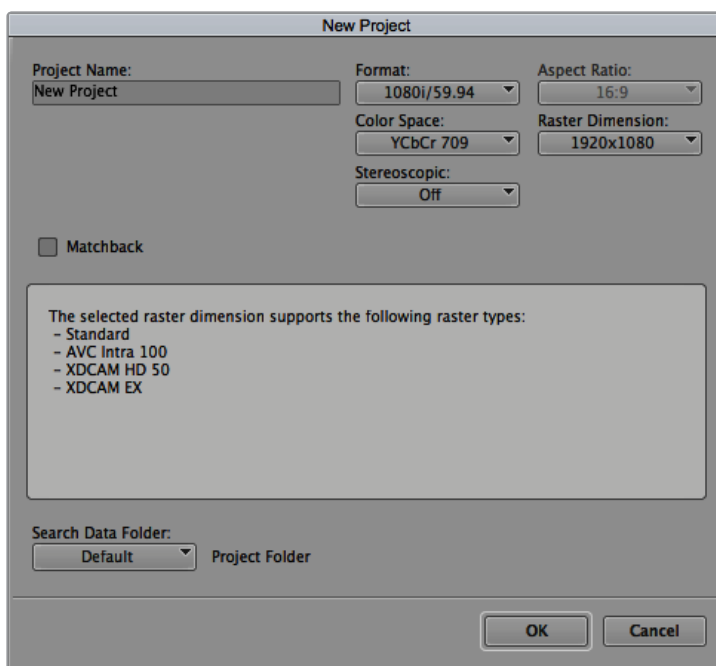 New Project
Project Name:
New Project
Format:
1080i/59.94
Aspect Ratio:
16:9
Color Space:
YCbCr 709
Raster Dimension:
1920x1080
Stereoscopic:
Off
Matchback
The selected raster dimension supports the following raster types:
- Standard
- AVC Intra 100
- XDCAM HD 50
- XDCAM EX
Search Data Folder:
Default
Project Folder
OK
Cancel